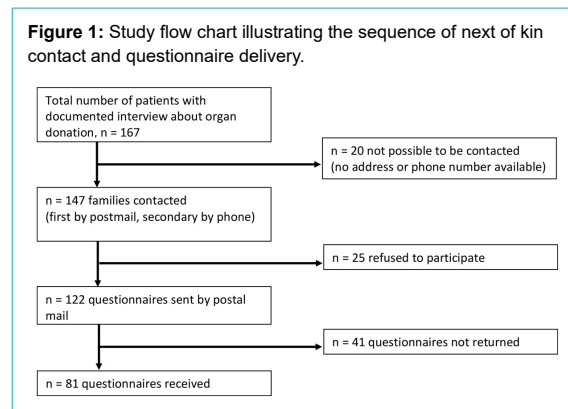 Figure 1: Study flow chart illustrating the sequence of next of kin
contact and questionnaire delivery.
Total number of patients with
documented interview about organ
donation, n = 167
n = 20 not possible to be contacted
(no address or phone number available)
n = 147 families contacted
(first by postmail, secondary by phone)
n = 25 refused to participate
n = 122 questionnaires sent by postal
mail
n = 41 questionnaires not returned
n = 81 questionnaires received